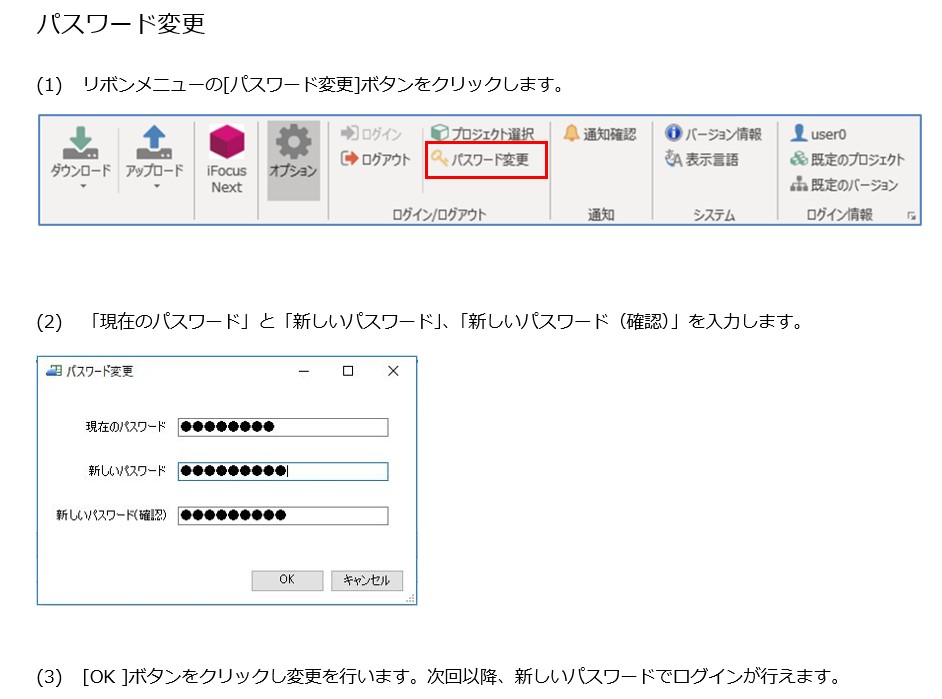 パスワード変更
(1) リボンメニューの[パスワード変更]ボタンをクリックします。
ダウンロード
アップロード
iFocus
Next
オプション
ログイン
ログアウト
プロジェクト選択
パスワード変更
ログイン/ログアウト
通知確認
通知
バージョン情報
表示言語
システム
user0
既定のプロジェクト
既定のバージョン
ログイン情報
(2) 「現在のパスワード」と「新しいパスワード」、「新しいパスワード（確認）」を入力します。
パスワード変更
現在のパスワード ●●●●●●●●
新しいパスワード ●●●●●●●●●
新しいパスワード(確認) ●●●●●●●●●
OK キャンセル
(3) [OK ]ボタンをクリックし変更を行います。次回以降、新しいパスワードでログインが行えます。